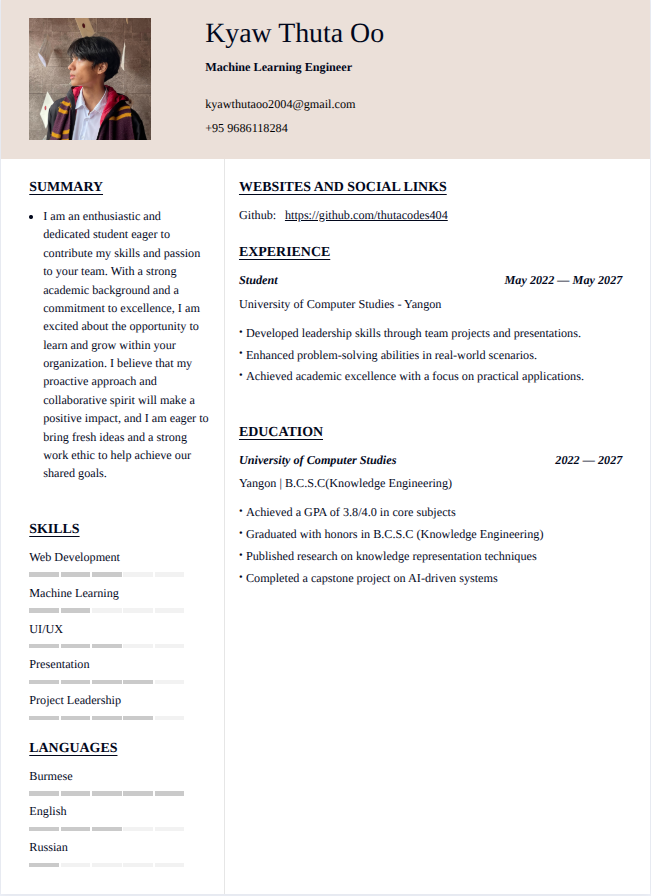 Kyaw Thuta Oo
Machine Learning Engineer
kyawthutaoo2004@gmail.com
+95 9686118284
SUMMARY
• I am an enthusiastic and
dedicated student eager to
contribute my skills and passion
to your team. With a strong
academic background and a
commitment to excellence, I am
excited about the opportunity to
learn and grow within your
organization. I believe that my
proactive approach and
collaborative spirit will make a
positive impact, and I am eager to
bring fresh ideas and a strong
work ethic to help achieve our
shared goals.
SKILLS
Web Development
Machine Learning
UI/UX
Presentation
Project Leadership
LANGUAGES
Burmese
English
Russian
WEBSITES AND SOCIAL LINKS
Github: https://github.com/thutacodes404
EXPERIENCE
Student May 2022 — May 2027
University of Computer Studies - Yangon
• Developed leadership skills through team projects and presentations.
• Enhanced problem-solving abilities in real-world scenarios.
• Achieved academic excellence with a focus on practical applications.
EDUCATION
University of Computer Studies 2022 — 2027
Yangon | B.C.S.C(Knowledge Engineering)
• Achieved a GPA of 3.8/4.0 in core subjects
• Graduated with honors in B.C.S.C (Knowledge Engineering)
• Published research on knowledge representation techniques
• Completed a capstone project on AI-driven systems